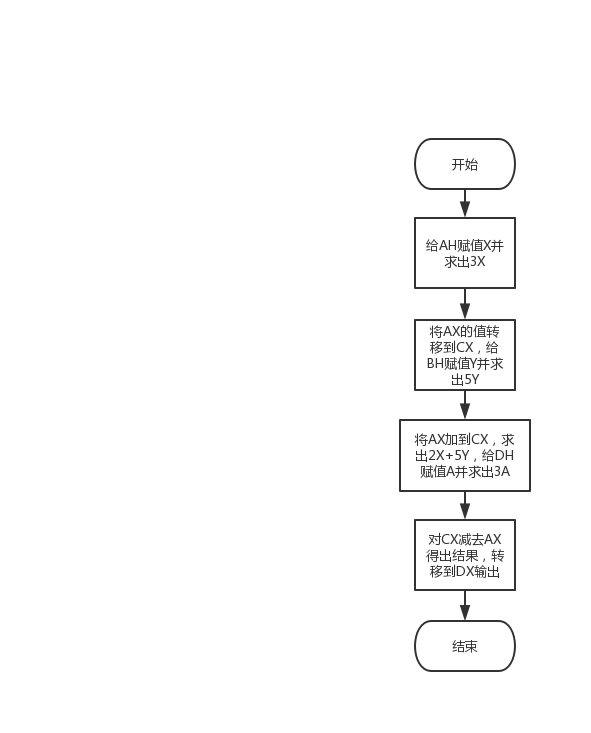 开始
给AH赋值X并
求出3X
将AX的值转
移到CX，给
BH赋值Y并求
出5Y
将AX加到CX，求
出2X+5Y，给DH
赋值A并求出3A
对CX减去AX
得出结果，转
移到DX输出
结束